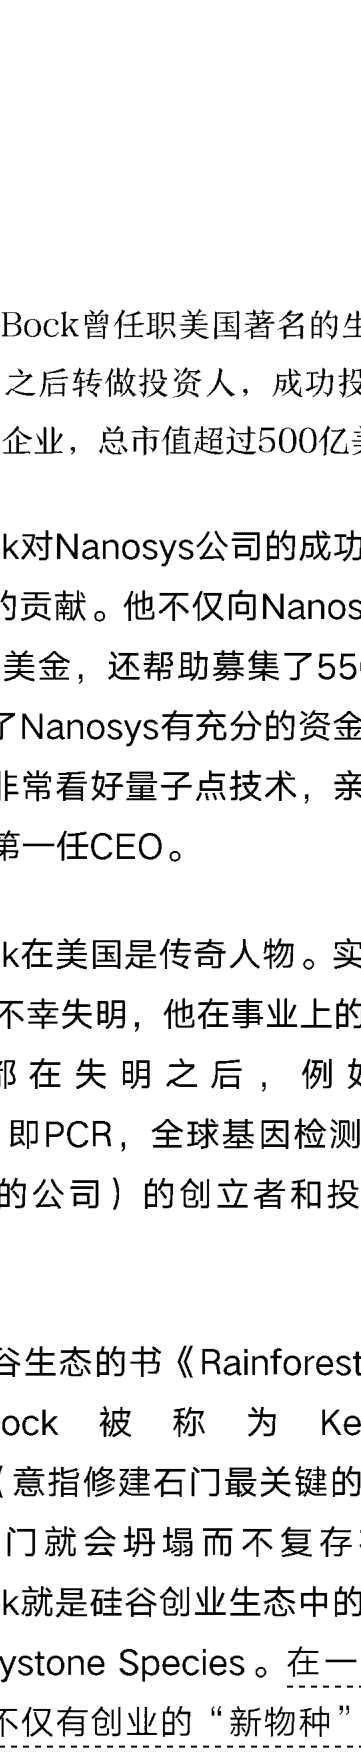 Bock曾任职美国著名的生
之后转做投资人，成功投
企业，总市值超过500亿美
k对Nanosys公司的成功
的贡献。他不仅向Nanos
美金，还帮助募集了55
了Nanosys有充分的资金
非常看好量子点技术，亲
第一任CEO。
k在美国是传奇人物。实
不幸失明，他在事业上的
都在失明之后，例如
即PCR，全球基因检测
的公司）的创立者和投
谷生态的书《Rainforest
ock被称为Ke
（意指修建石门最关键的
门就会坍塌而不复存在
k就是硅谷创业生态中的
ystone Species。在一
不仅有创业的“新物种”